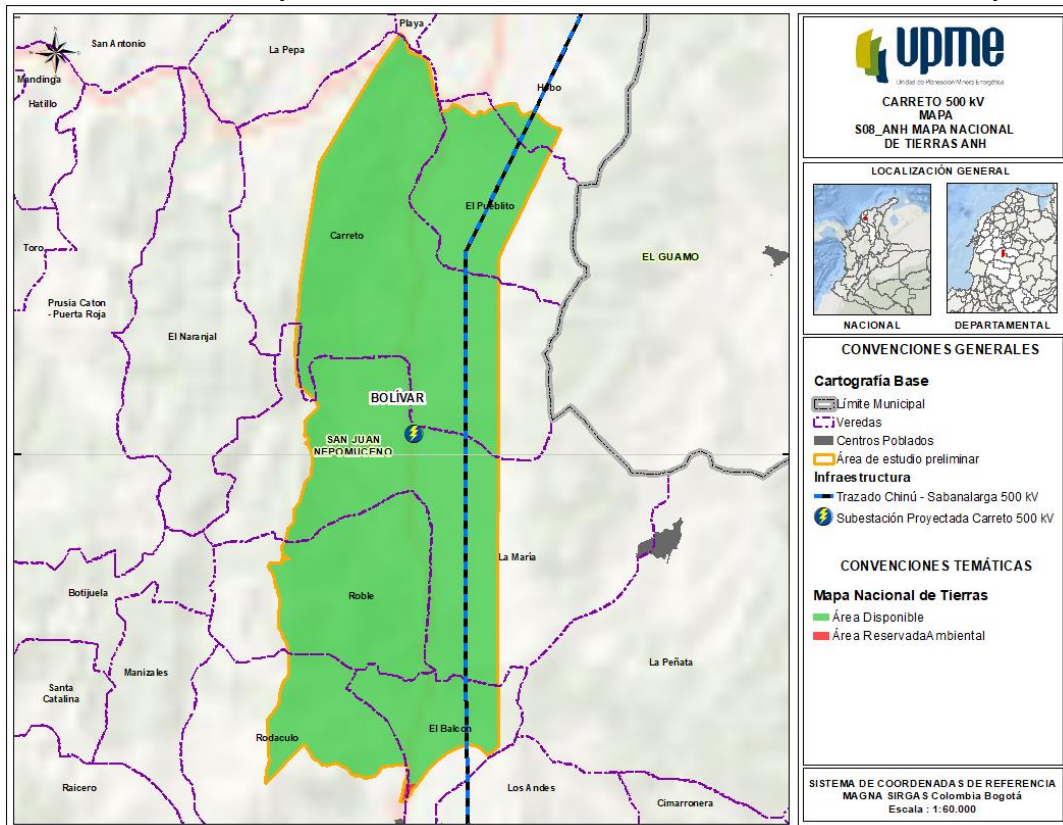 Playa
San Antonio
La Pepa
Mandinga
Hatillo
Hobo
El Pueblito
Carreto
Toro
EL GUAMO
Prusia Caton
- Puerta Roja
El Naranjal
BOLÍVAR
SAN JUAN
NEPOMUCENO
La María
Botijuela
Roble
Manizales
La Peñata
Santa
Catalina
El Balcon
Rodaculo
Raicero
Los Andes
Cimarronera
upme
Unidad de Planeación Minero Energética
CARRETO 500 kV
MAPA
S08_ANH MAPA NACIONAL
DE TIERRAS ANH
LOCALIZACIÓN GENERAL
NACIONAL
DEPARTAMENTAL
CONVENCIONES GENERALES
Cartografía Base
Límite Municipal
Veredas
Centros Poblados
Área de estudio preliminar
Infraestructura
Trazado Chinú - Sabanalarga 500 kV
Subestación Proyectada Carreto 500 kV
CONVENCIONES TEMÁTICAS
Mapa Nacional de Tierras
Área Disponible
Área ReservadaAmbiental
SISTEMA DE COORDENADAS DE REFERENCIA
MAGNA SIRGAS Colombia Bogotá
Escala : 1:60.000